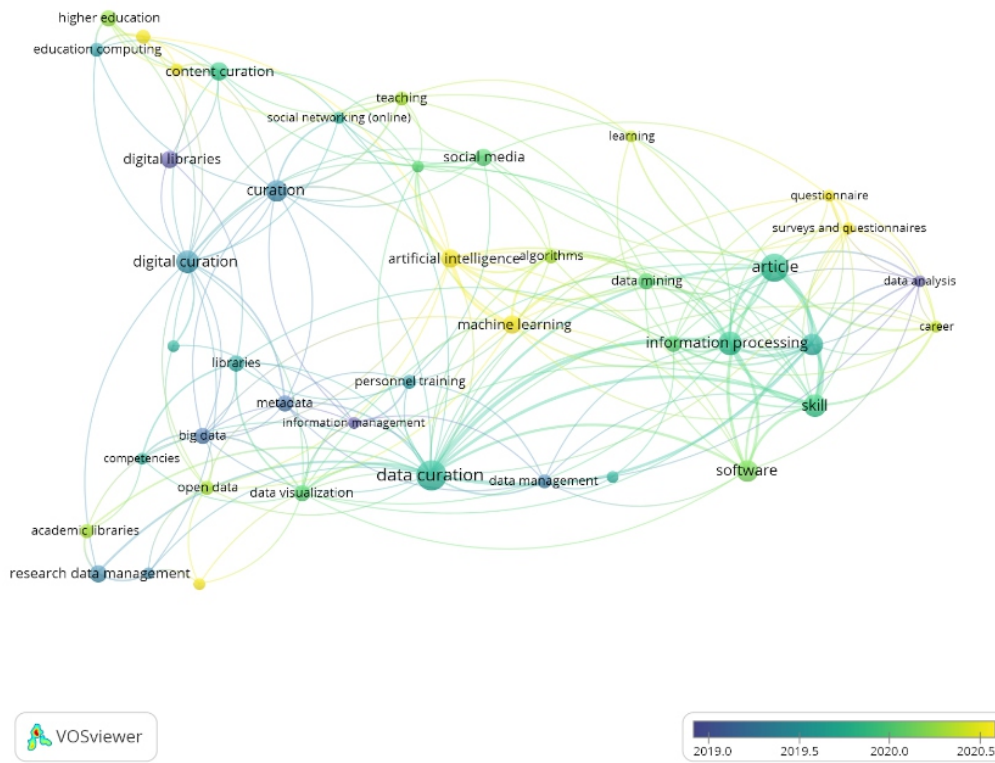 higher education
education computing
content curation
teaching
social networking (online)
learning
digital libraries
social media
curation
questionnaire
surveys and questionnaires
digital curation
artificial intelligence
algorithms
article
data mining
data analysis
machine learning
career
information processing
libraries
personnel training
metadata
skill
information management
big data
competencies
software
data curation
data management
open data
data visualization
academic libraries
research data management
VOSviewer
2019.0 2019.5 2020.0 2020.5